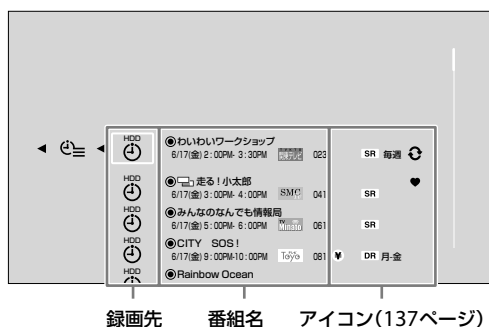 HDD
◉わいわいワークショップ
6/17(金)2:00PM- 3:30PM 023 SR 毎週
HDD
◉走る!小太郎
6/17(金)3:00PM- 4:00PM SMC 041 SR
HDD
◉みんなのなんでも情報局
6/17(金)5:00PM- 6:00PM TV Minato 061 SR
HDD
◉CITY SOS!
6/17(金)9:00PM-10:00PM Tōyō 081 ¥ DR 月-金
HDD
◉Rainbow Ocean
録画先 番組名 アイコン(137ページ)